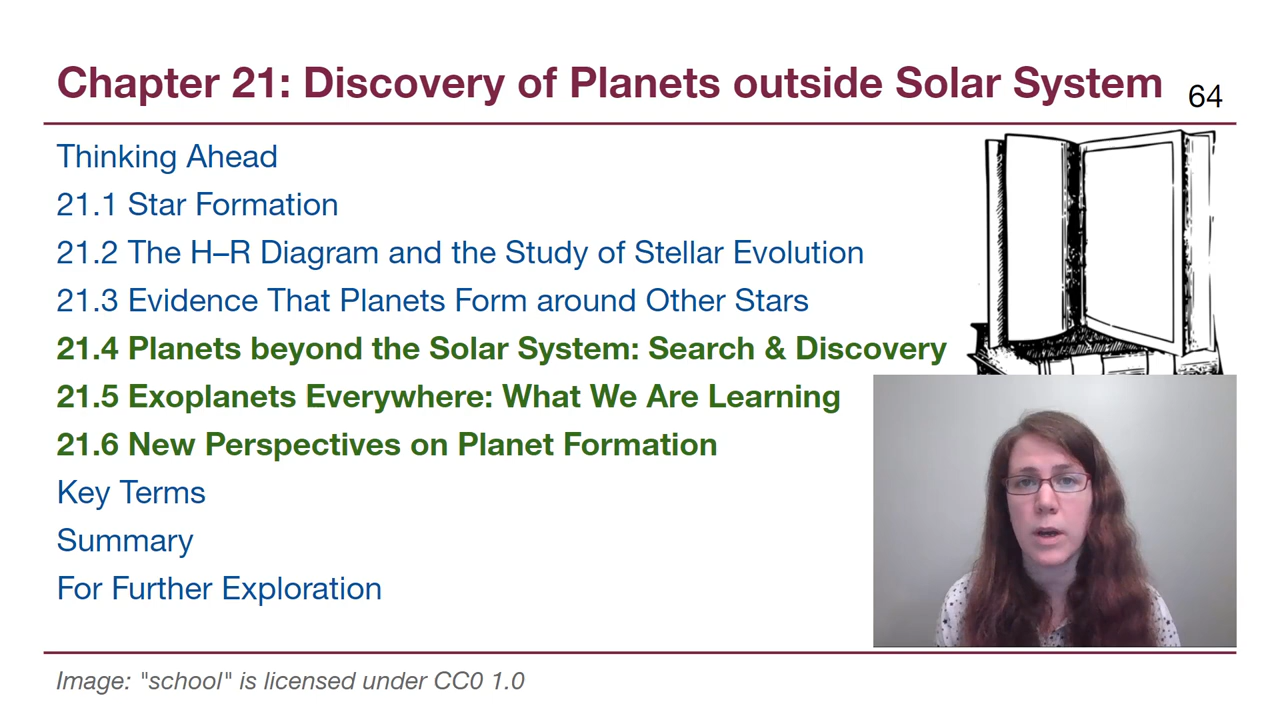 Chapter 21: Discovery of Planets outside Solar System
64
Thinking Ahead
21.1 Star Formation
21.2 The H–R Diagram and the Study of Stellar Evolution
21.3 Evidence That Planets Form around Other Stars
21.4 Planets beyond the Solar System: Search & Discovery
21.5 Exoplanets Everywhere: What We Are Learning
21.6 New Perspectives on Planet Formation
Key Terms
Summary
For Further Exploration
Image: "school" is licensed under CC0 1.0